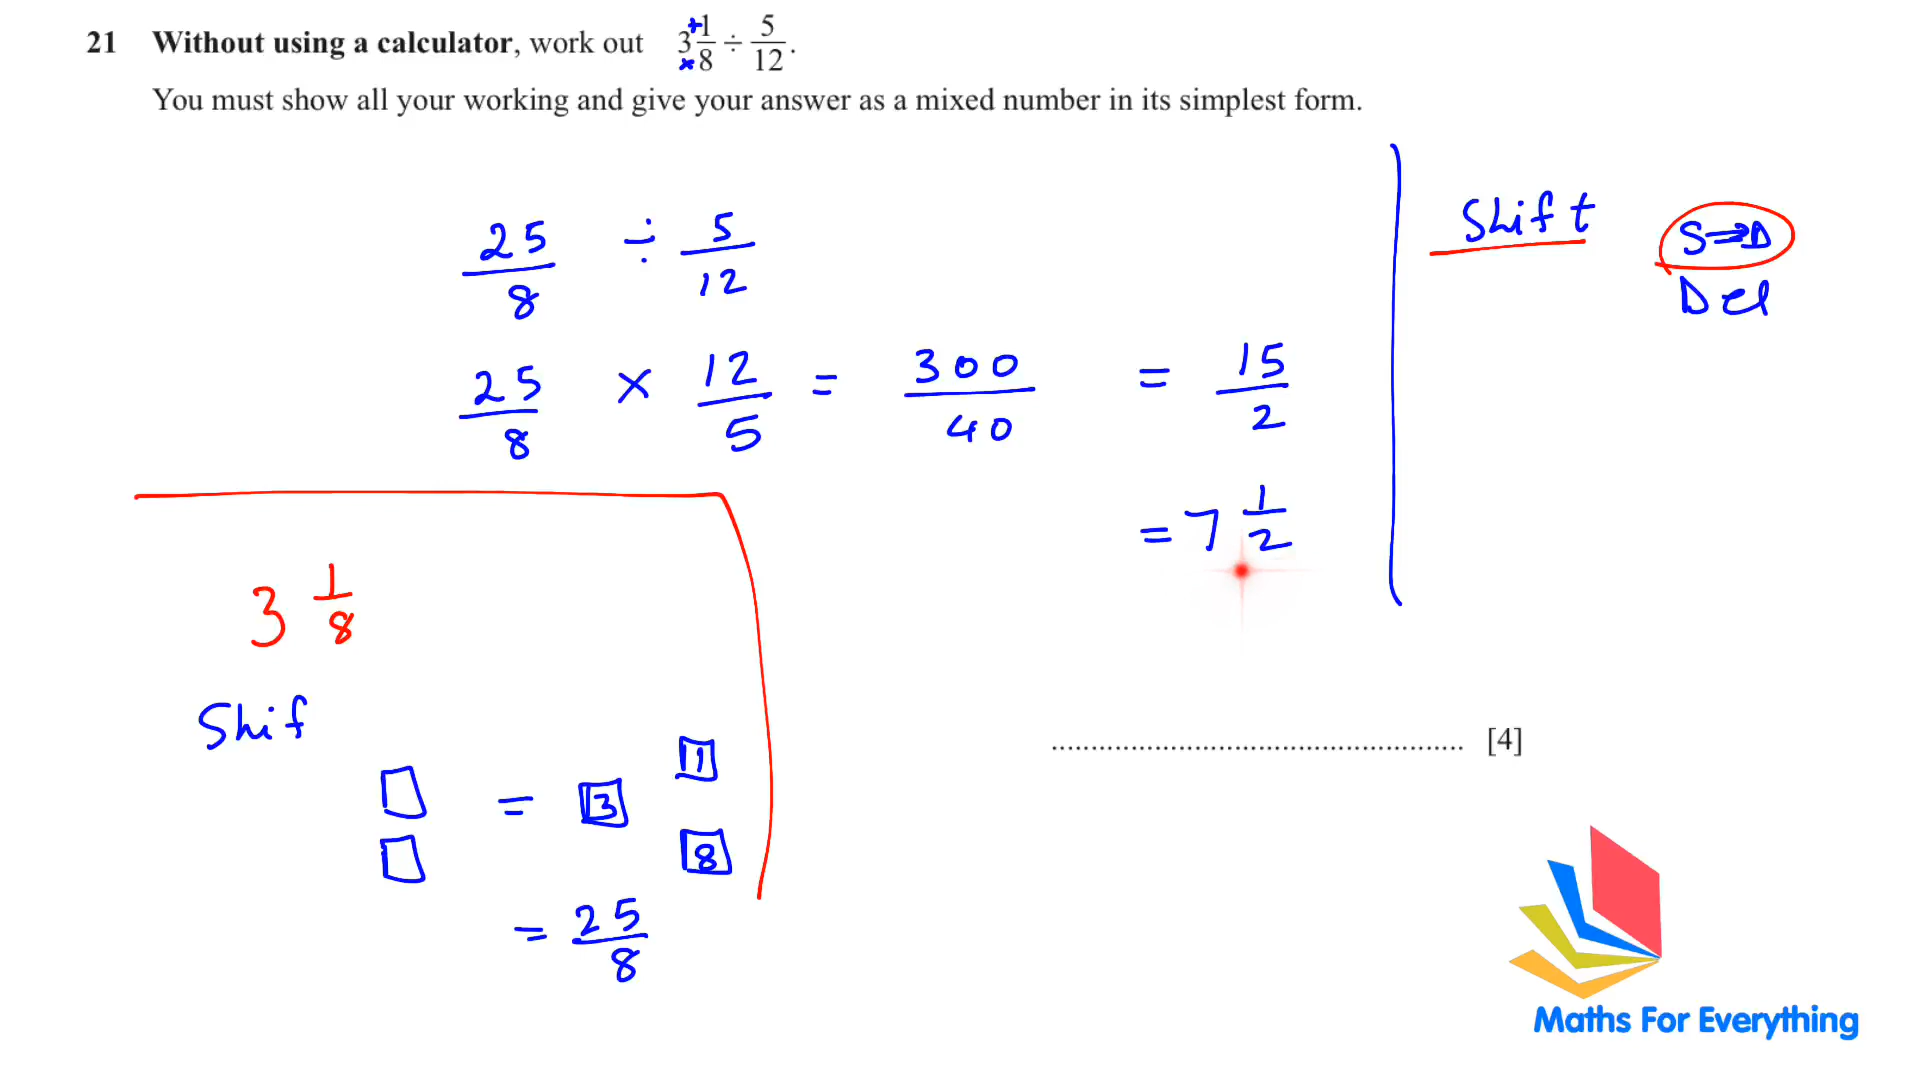 21 Without using a calculator, work out 3 1/8 ÷ 5/12.
+
×
You must show all your working and give your answer as a mixed number in its simplest form.
25/8 ÷ 5/12
25/8 × 12/5 = 300/40 = 15/2
= 7 1/2
Shift S⇒D
Del
3 1/8
Shif
= 3 1 8
= 25/8
[4]
Maths For Everything